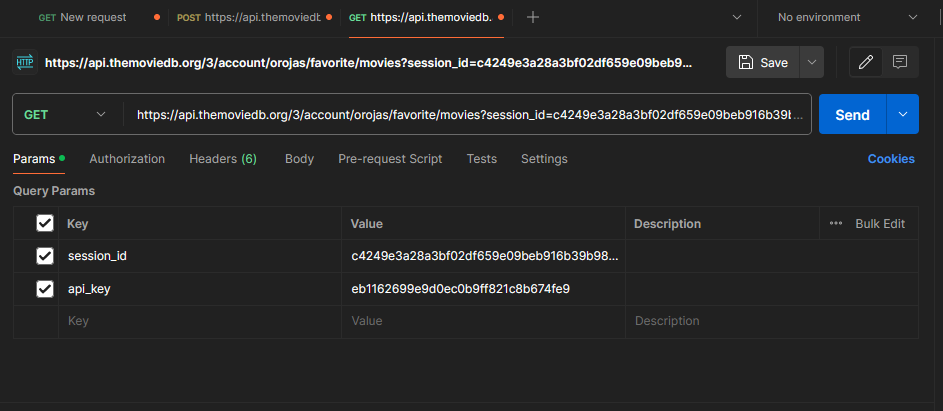 GET New request POST https://api.themoviedb GET https://api.themoviedb. No environment
HTTP https://api.themoviedb.org/3/account/orojas/favorite/movies?session_id=c4249e3a28a3bf02df659e09beb9... Save
GET https://api.themoviedb.org/3/account/orojas/favorite/movies?session_id=c4249e3a28a3bf02df659e09beb916b39b... Send
Params Authorization Headers (6) Body Pre-request Script Tests Settings Cookies
Query Params
Key Value Description ••• Bulk Edit
session_id c4249e3a28a3bf02df659e09beb916b39b98...
api_key eb1162699e9d0ec0b9ff821c8b674fe9
Key Value Description